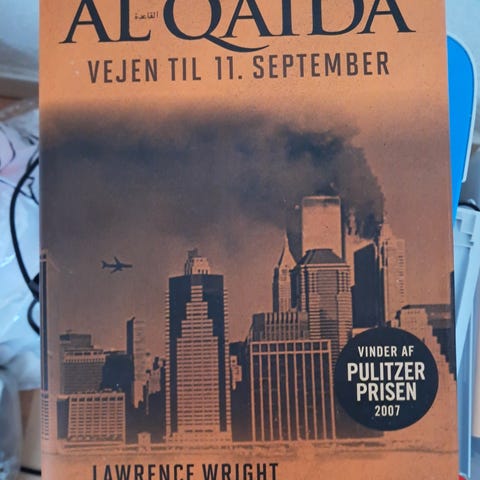 AL QAIDA
القاعدة
VEJEN TIL 11. SEPTEMBER
VINDER AF
PULITZER
PRISEN
2007
LAWRENCE WRIGHT